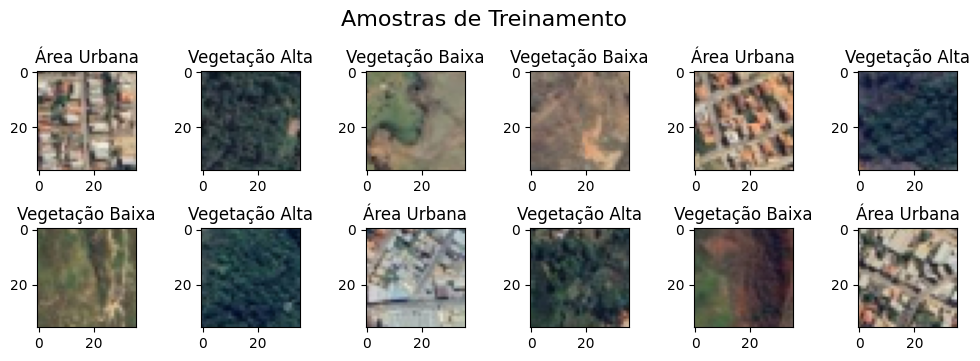 Amostras de Treinamento
Área Urbana Vegetação Alta Vegetação Baixa Vegetação Baixa Área Urbana Vegetação Alta
0 0 0 0 0 0
20 20 20 20 20 20
0 20 0 20 0 20 0 20 0 20 0 20
Vegetação Baixa Vegetação Alta Área Urbana Vegetação Alta Vegetação Baixa Área Urbana
0 0 0 0 0 0
20 20 20 20 20 20
0 20 0 20 0 20 0 20 0 20 0 20